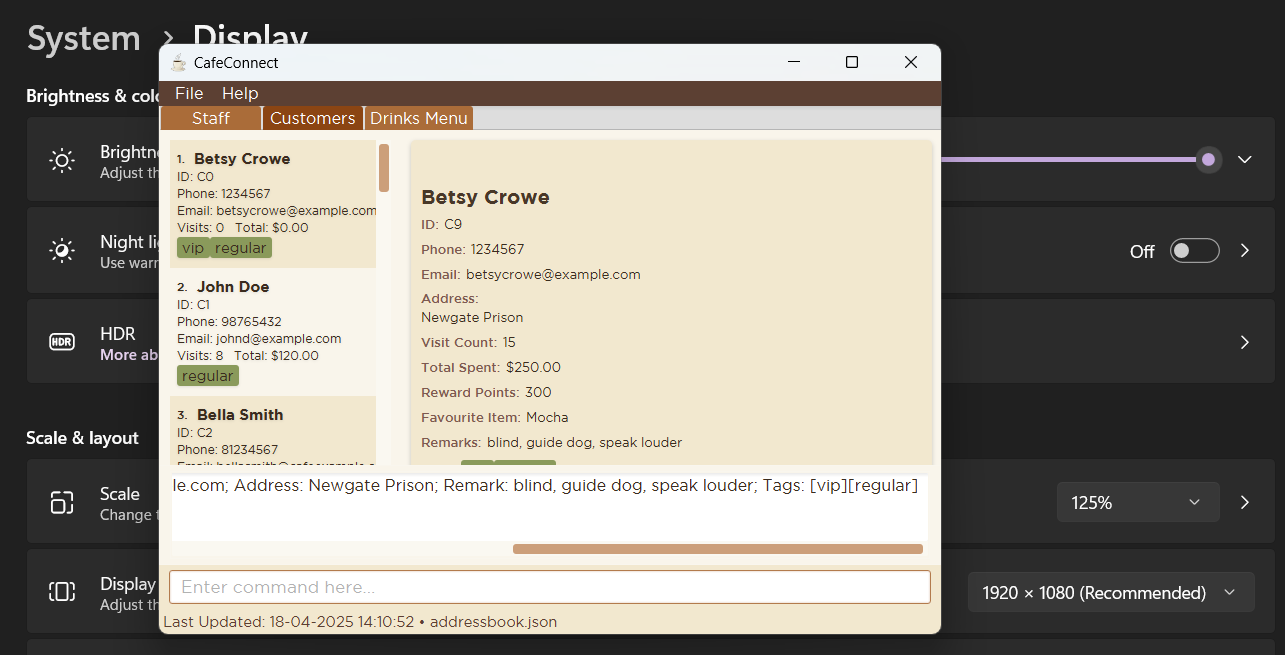 System > Display
CafeConnect
File Help
Brightness & colo
Staff Customers Drinks Menu
1. Betsy Crowe
ID: C0
Phone: 1234567
Email: betsycrowe@example.com
Visits: 0 Total: $0.00
vip regular
2. John Doe
ID: C1
Phone: 98765432
Email: johnd@example.com
Visits: 8 Total: $120.00
regular
3. Bella Smith
ID: C2
Phone: 81234567
Email: bellasmith@cafeexample.c
Betsy Crowe
ID: C9
Phone: 1234567
Email: betsycrowe@example.com
Address:
Newgate Prison
Visit Count: 15
Total Spent: $250.00
Reward Points: 300
Favourite Item: Mocha
Remarks: blind, guide dog, speak louder
le.com; Address: Newgate Prison; Remark: blind, guide dog, speak louder; Tags: [vip][regular]
Enter command here...
Last Updated: 18-04-2025 14:10:52 • addressbook.json
Brightn
Adjust th
Night li
Use warr
Off
HDR
HDR
More ab
Scale & layout
Scale
Change t
125%
Display
Adjust th
1920 × 1080 (Recommended)